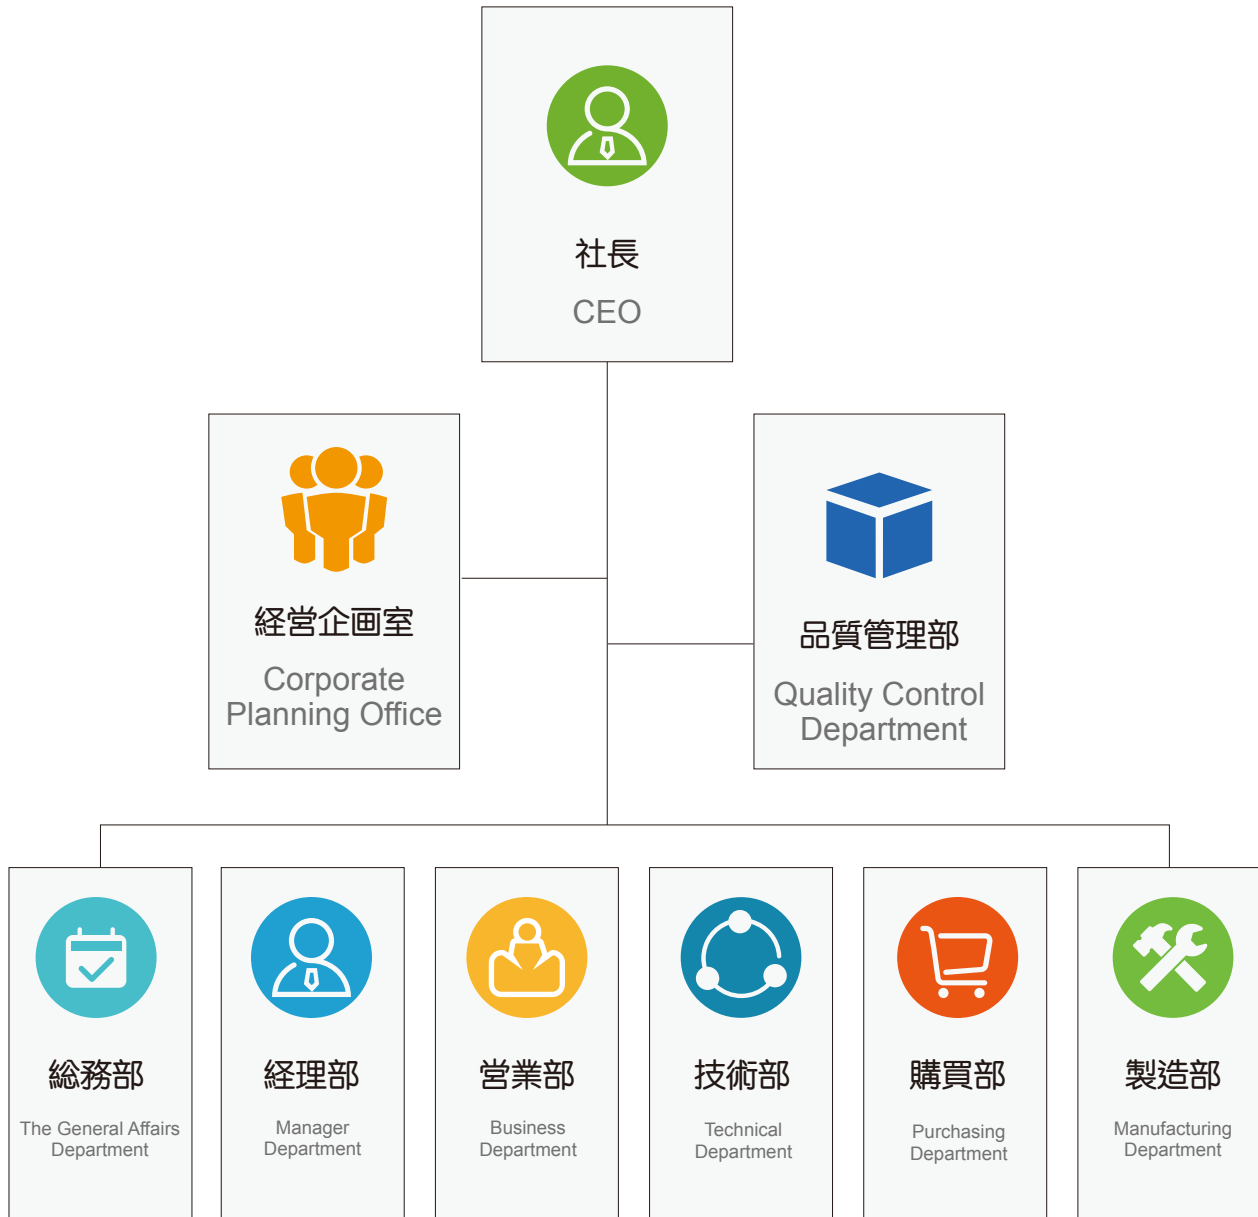 社長
CEO
経営企画室
Corporate
Planning Office
品質管理部
Quality Control
Department
総務部
The General Affairs
Department
経理部
Manager
Department
営業部
Business
Department
技術部
Technical
Department
購買部
Purchasing
Department
製造部
Manufacturing
Department